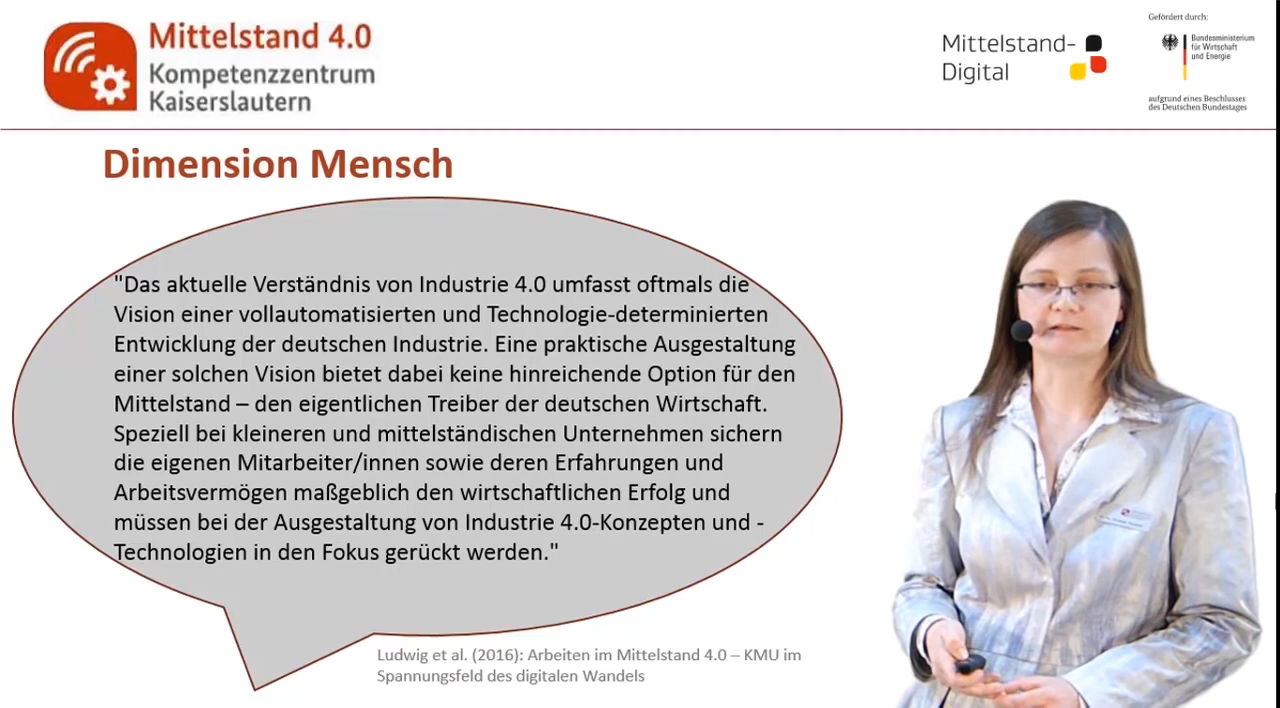 Mittelstand 4.0
Kompetenzzentrum
Kaiserslautern
Mittelstand-
Digital
Gefördert durch:
Bundesministerium
für Wirtschaft
und Energie
aufgrund eines Beschlusses
des Deutschen Bundestages
Dimension Mensch
"Das aktuelle Verständnis von Industrie 4.0 umfasst oftmals die
Vision einer vollautomatisierten und Technologie-determinierten
Entwicklung der deutschen Industrie. Eine praktische Ausgestaltung
einer solchen Vision bietet dabei keine hinreichende Option für den
Mittelstand – den eigentlichen Treiber der deutschen Wirtschaft.
Speziell bei kleineren und mittelständischen Unternehmen sichern
die eigenen Mitarbeiter/innen sowie deren Erfahrungen und
Arbeitsvermögen maßgeblich den wirtschaftlichen Erfolg und
müssen bei der Ausgestaltung von Industrie 4.0-Konzepten und -
Technologien in den Fokus gerückt werden."
Ludwig et al. (2016): Arbeiten im Mittelstand 4.0 – KMU im
Spannungsfeld des digitalen Wandels